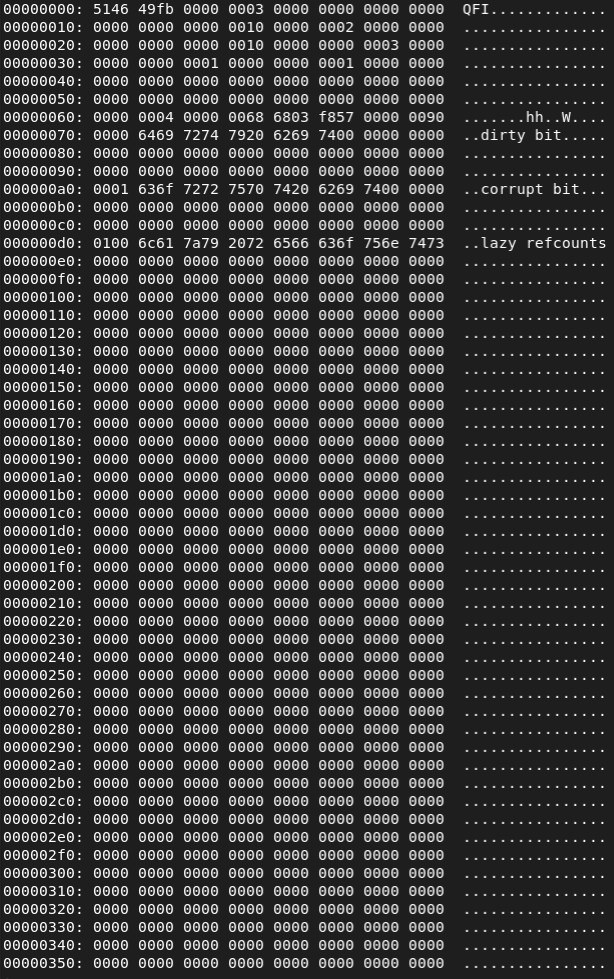 00000000: 5146 49fb 0000 0003 0000 0000 0000 0000  QFI.............
00000010: 0000 0000 0000 0010 0000 0002 0000 0000  ................
00000020: 0000 0000 0000 0010 0000 0000 0003 0000  ................
00000030: 0000 0000 0001 0000 0000 0001 0000 0000  ................
00000040: 0000 0000 0000 0000 0000 0000 0000 0000  ................
00000050: 0000 0000 0000 0000 0000 0000 0000 0000  ................
00000060: 0000 0004 0000 0068 6803 f857 0000 0090  .......hh..W....
00000070: 0000 6469 7274 7920 6269 7400 0000 0000  ..dirty bit.....
00000080: 0000 0000 0000 0000 0000 0000 0000 0000  ................
00000090: 0000 0000 0000 0000 0000 0000 0000 0000  ................
000000a0: 0001 636f 7272 7570 7420 6269 7400 0000  ..corrupt bit...
000000b0: 0000 0000 0000 0000 0000 0000 0000 0000  ................
000000c0: 0000 0000 0000 0000 0000 0000 0000 0000  ................
000000d0: 0100 6c61 7a79 2072 6566 636f 756e 7473  ..lazy refcounts
000000e0: 0000 0000 0000 0000 0000 0000 0000 0000  ................
000000f0: 0000 0000 0000 0000 0000 0000 0000 0000  ................
00000100: 0000 0000 0000 0000 0000 0000 0000 0000  ................
00000110: 0000 0000 0000 0000 0000 0000 0000 0000  ................
00000120: 0000 0000 0000 0000 0000 0000 0000 0000  ................
00000130: 0000 0000 0000 0000 0000 0000 0000 0000  ................
00000140: 0000 0000 0000 0000 0000 0000 0000 0000  ................
00000150: 0000 0000 0000 0000 0000 0000 0000 0000  ................
00000160: 0000 0000 0000 0000 0000 0000 0000 0000  ................
00000170: 0000 0000 0000 0000 0000 0000 0000 0000  ................
00000180: 0000 0000 0000 0000 0000 0000 0000 0000  ................
00000190: 0000 0000 0000 0000 0000 0000 0000 0000  ................
000001a0: 0000 0000 0000 0000 0000 0000 0000 0000  ................
000001b0: 0000 0000 0000 0000 0000 0000 0000 0000  ................
000001c0: 0000 0000 0000 0000 0000 0000 0000 0000  ................
000001d0: 0000 0000 0000 0000 0000 0000 0000 0000  ................
000001e0: 0000 0000 0000 0000 0000 0000 0000 0000  ................
000001f0: 0000 0000 0000 0000 0000 0000 0000 0000  ................
00000200: 0000 0000 0000 0000 0000 0000 0000 0000  ................
00000210: 0000 0000 0000 0000 0000 0000 0000 0000  ................
00000220: 0000 0000 0000 0000 0000 0000 0000 0000  ................
00000230: 0000 0000 0000 0000 0000 0000 0000 0000  ................
00000240: 0000 0000 0000 0000 0000 0000 0000 0000  ................
00000250: 0000 0000 0000 0000 0000 0000 0000 0000  ................
00000260: 0000 0000 0000 0000 0000 0000 0000 0000  ................
00000270: 0000 0000 0000 0000 0000 0000 0000 0000  ................
00000280: 0000 0000 0000 0000 0000 0000 0000 0000  ................
00000290: 0000 0000 0000 0000 0000 0000 0000 0000  ................
000002a0: 0000 0000 0000 0000 0000 0000 0000 0000  ................
000002b0: 0000 0000 0000 0000 0000 0000 0000 0000  ................
000002c0: 0000 0000 0000 0000 0000 0000 0000 0000  ................
000002d0: 0000 0000 0000 0000 0000 0000 0000 0000  ................
000002e0: 0000 0000 0000 0000 0000 0000 0000 0000  ................
000002f0: 0000 0000 0000 0000 0000 0000 0000 0000  ................
00000300: 0000 0000 0000 0000 0000 0000 0000 0000  ................
00000310: 0000 0000 0000 0000 0000 0000 0000 0000  ................
00000320: 0000 0000 0000 0000 0000 0000 0000 0000  ................
00000330: 0000 0000 0000 0000 0000 0000 0000 0000  ................
00000340: 0000 0000 0000 0000 0000 0000 0000 0000  ................
00000350: 0000 0000 0000 0000 0000 0000 0000 0000  ................